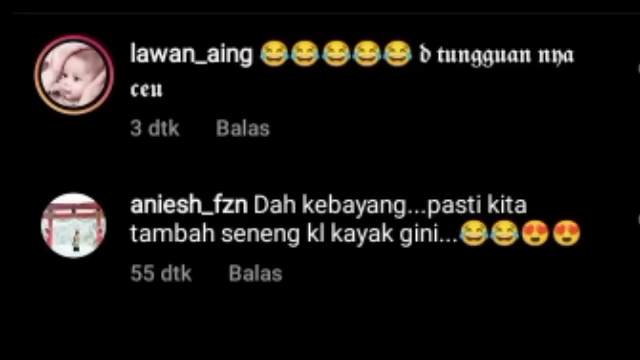 lawan_aing 😂😂😂😂😂 𝔡 𝔱𝔲𝔫𝔤𝔤𝔲𝔞𝔫 𝔫𝔶𝔞
𝔠𝔢𝔲
3 dtk Balas
aniesh_fzn Dah kebayang...pasti kita
tambah seneng kl kayak gini...😂😂😍😍
55 dtk Balas